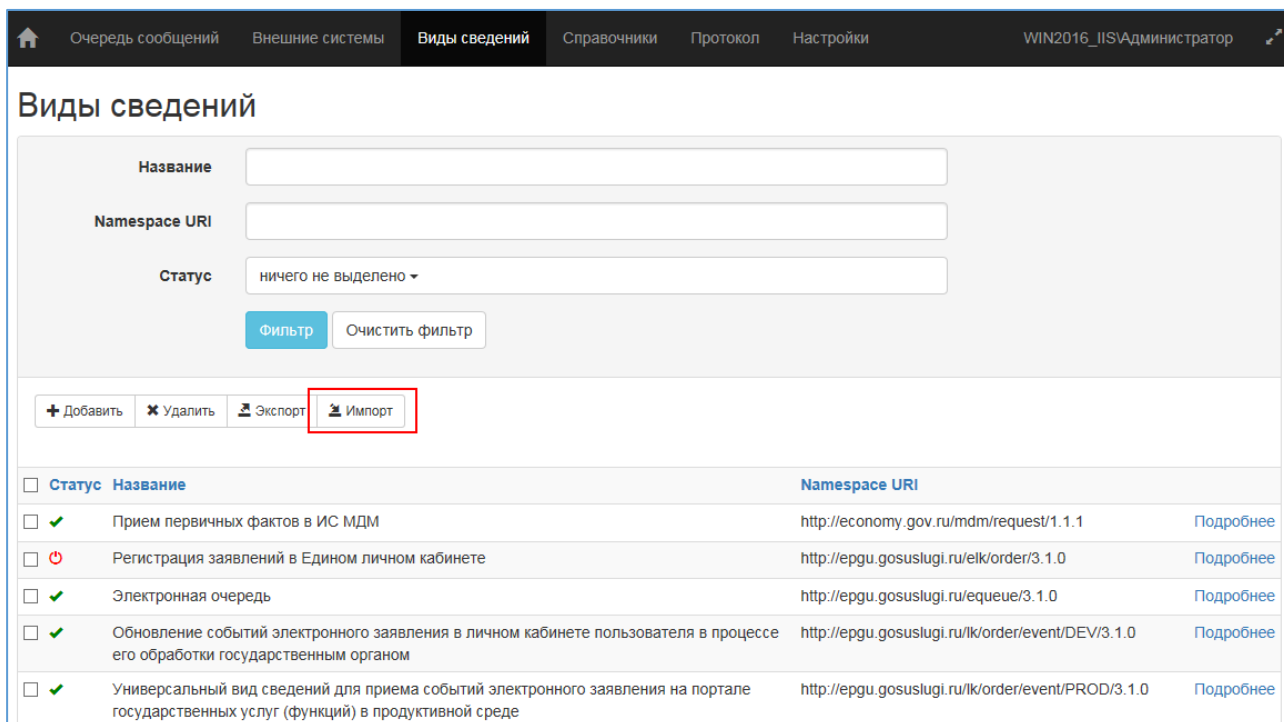 Очередь сообщений Внешние системы Виды сведений Справочники Протокол Настройки WIN2016_IIS\Администратор
Виды сведений
Название
Namespace URI
Статус ничего не выделено
Фильтр Очистить фильтр
Добавить Удалить Экспорт Импорт
Статус Название Namespace URI
Прием первичных фактов в ИС МДМ http://economy.gov.ru/mdm/request/1.1.1 Подробнее
Регистрация заявлений в Едином личном кабинете http://epgu.gosuslugi.ru/elk/order/3.1.0 Подробнее
Электронная очередь http://epgu.gosuslugi.ru/equeue/3.1.0 Подробнее
Обновление событий электронного заявления в личном кабинете пользователя в процессе http://epgu.gosuslugi.ru/lk/order/event/DEV/3.1.0 Подробнее
его обработки государственным органом
Универсальный вид сведений для приема событий электронного заявления на портале http://epgu.gosuslugi.ru/lk/order/event/PROD/3.1.0 Подробнее
государственных услуг (функций) в продуктивной среде